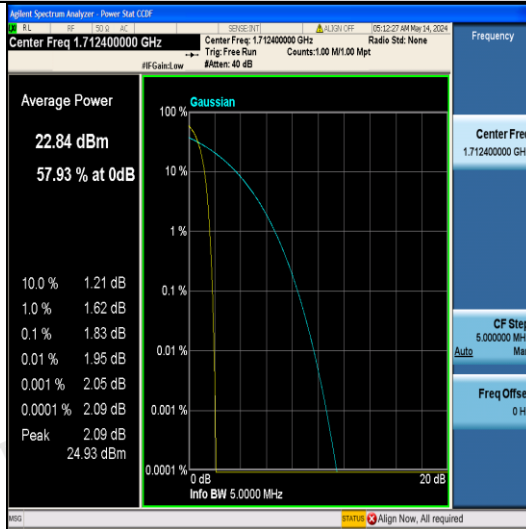 Agilent Spectrum Analyzer - Power Stat CCDF
RL RF 50 Ω AC SENSE:INT ALIGN OFF 05:12:27 AM May 14, 2024
Center Freq 1.712400000 GHz
Center Freq: 1.712400000 GHz Radio Std: None
Trig: Free Run Counts:1.00 M/1.00 Mpt
#IFGain:Low #Atten: 40 dB
Frequency
Average Power
22.84 dBm
57.93 % at 0dB
10.0 % 1.21 dB
1.0 % 1.62 dB
0.1 % 1.83 dB
0.01 % 1.95 dB
0.001 % 2.05 dB
0.0001 % 2.09 dB
Peak 2.09 dB
24.93 dBm
Gaussian
100 %
10 %
1 %
0.1 %
0.01 %
0.001 %
0.0001 %
0 dB 20 dB
Info BW 5.0000 MHz
Center Fre
1.712400000 GH
CF Step
5.000000 MH
Auto Ma
Freq Offse
0 H
MSG STATUS Align Now, All required